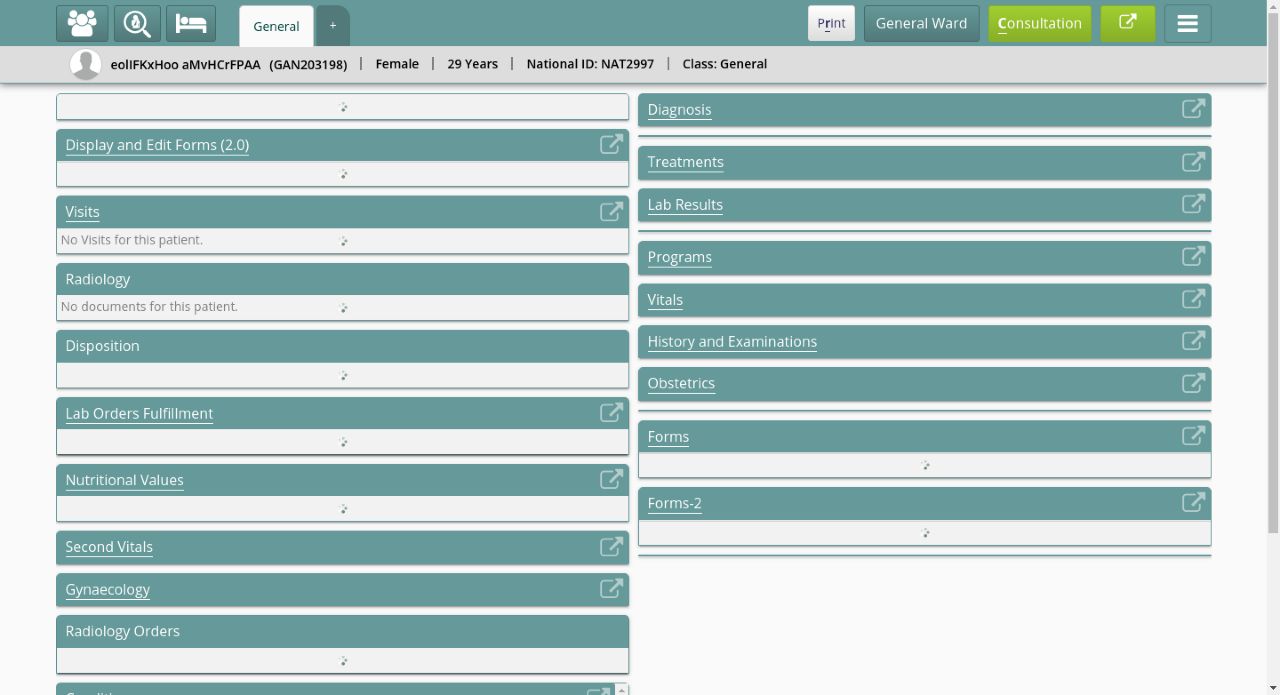 General
+
Print
General Ward
Consultation
eolIFKxHoo aMvHCrFPAA (GAN203198) | Female | 29 Years | National ID: NAT2997 | Class: General
Display and Edit Forms (2.0)
Visits
No Visits for this patient.
Radiology
No documents for this patient.
Disposition
Lab Orders Fulfillment
Nutritional Values
Second Vitals
Gynaecology
Radiology Orders
Diagnosis
Treatments
Lab Results
Programs
Vitals
History and Examinations
Obstetrics
Forms
Forms-2